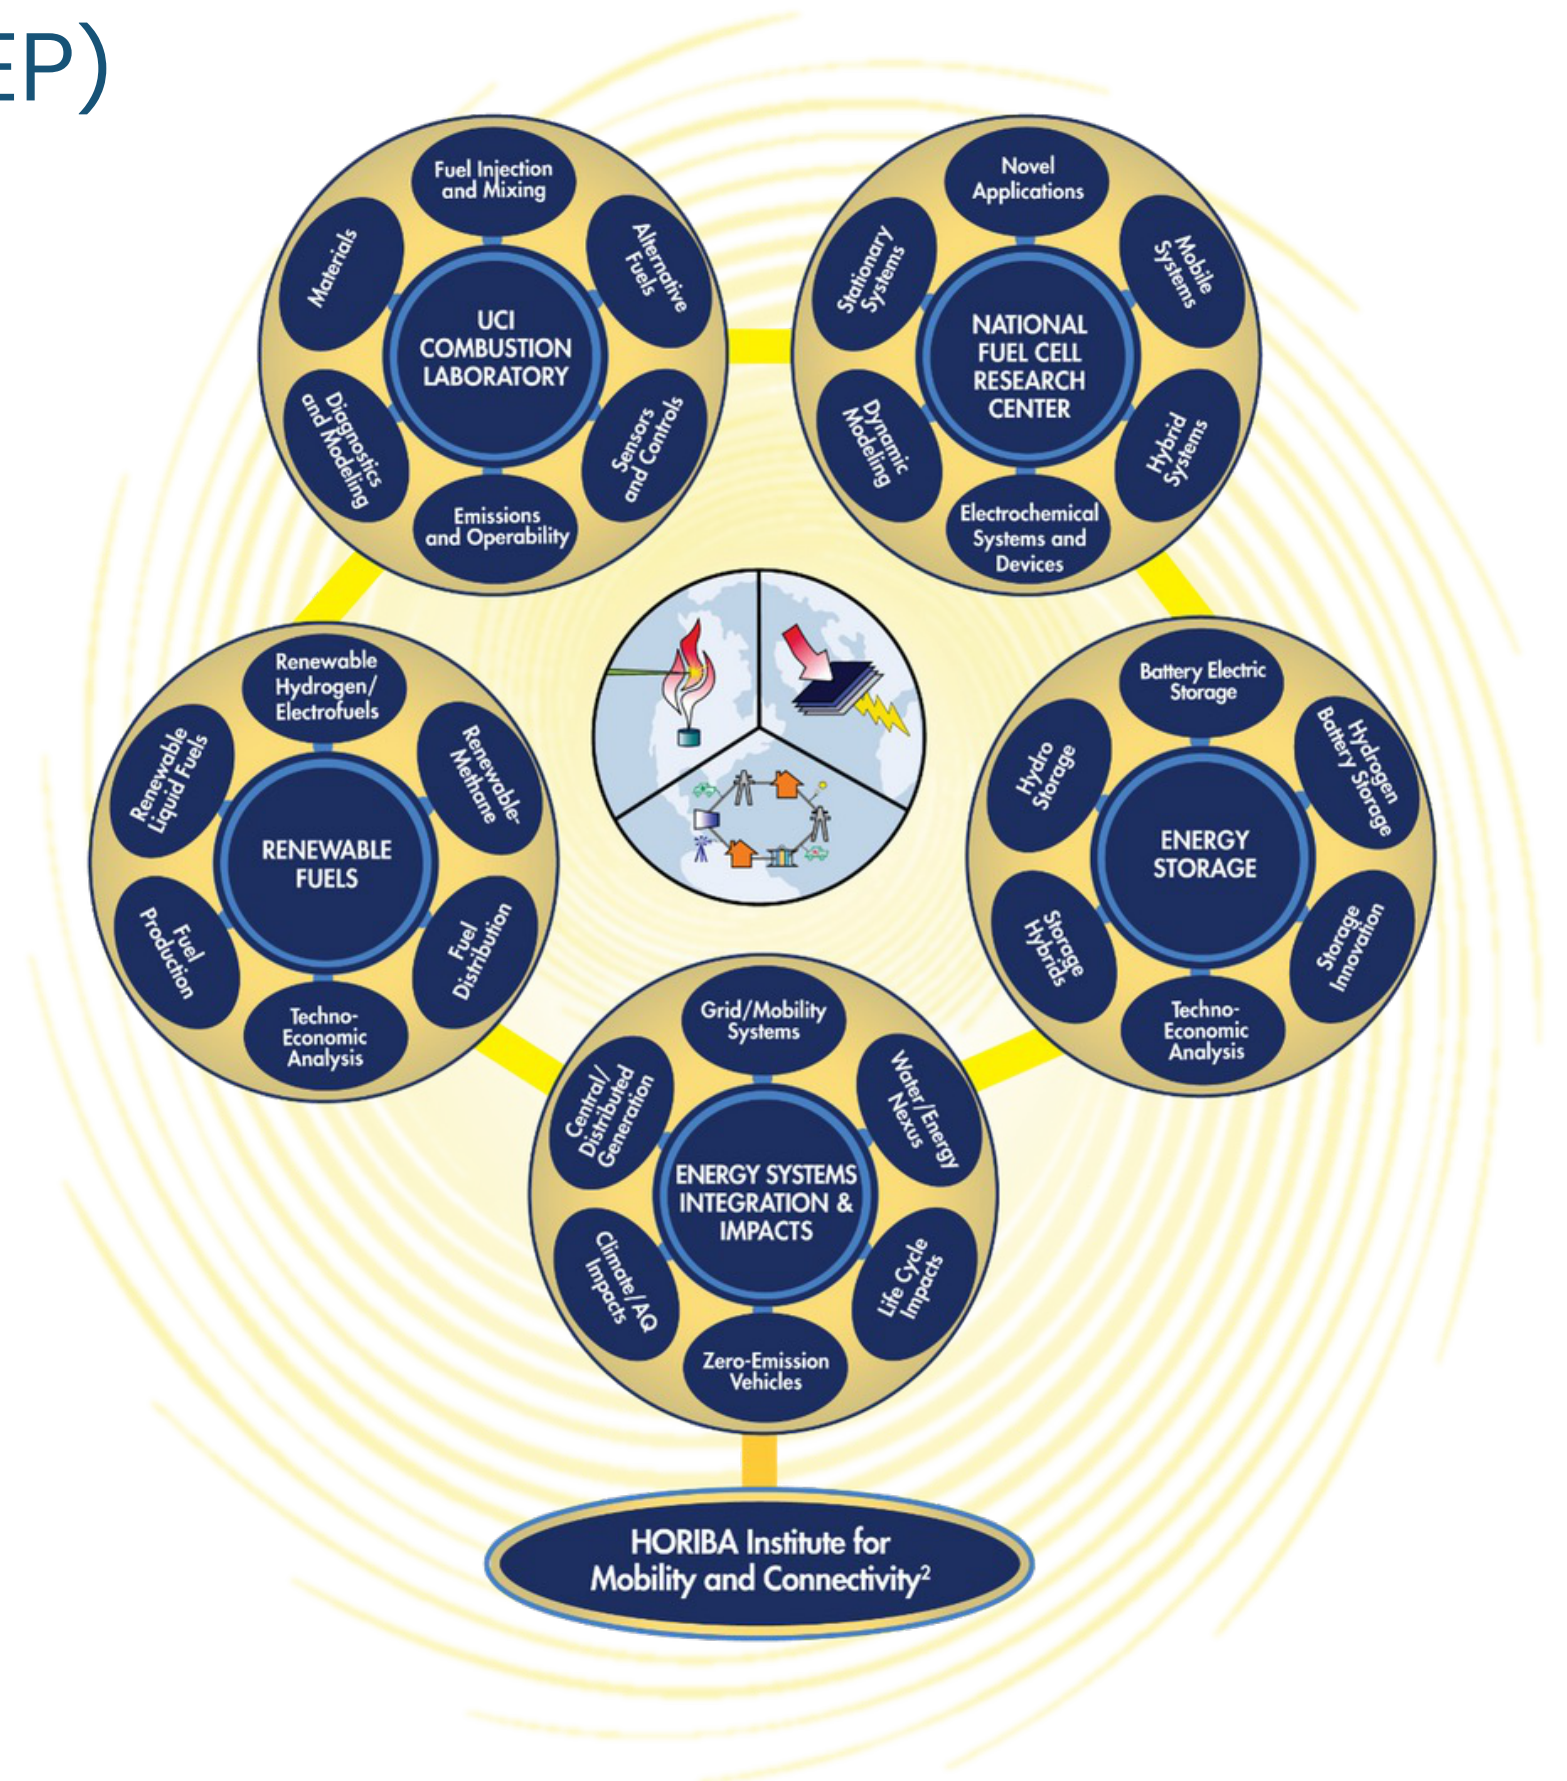 EP)
Fuel Injection
and Mixing
Alternative
Fuels
Sensors
and Controls
Emissions
and Operability
Diagnostics
and Modeling
Materials
UCI
COMBUSTION
LABORATORY
Novel
Applications
Mobile
Systems
Hybrid
Systems
Electrochemical
Systems and
Devices
Dynamic
Modeling
Stationary
Systems
NATIONAL
FUEL CELL
RESEARCH
CENTER
Renewable
Hydrogen/
Electrofuels
Renewable-
Methane
Fuel
Distribution
Techno-
Economic
Analysis
Fuel
Production
Renewable
Liquid Fuels
RENEWABLE
FUELS
Battery Electric
Storage
Hydrogen
Battery Storage
Storage
Innovation
Techno-
Economic
Analysis
Storage
Hybrids
Hydro
Storage
ENERGY
STORAGE
Grid/Mobility
Systems
Water/Energy
Nexus
Life Cycle
Impacts
Zero-Emission
Vehicles
Climate/AQ
Impacts
Central/
Distributed
Generation
ENERGY SYSTEMS
INTEGRATION &
IMPACTS
HORIBA Institute for
Mobility and Connectivity²